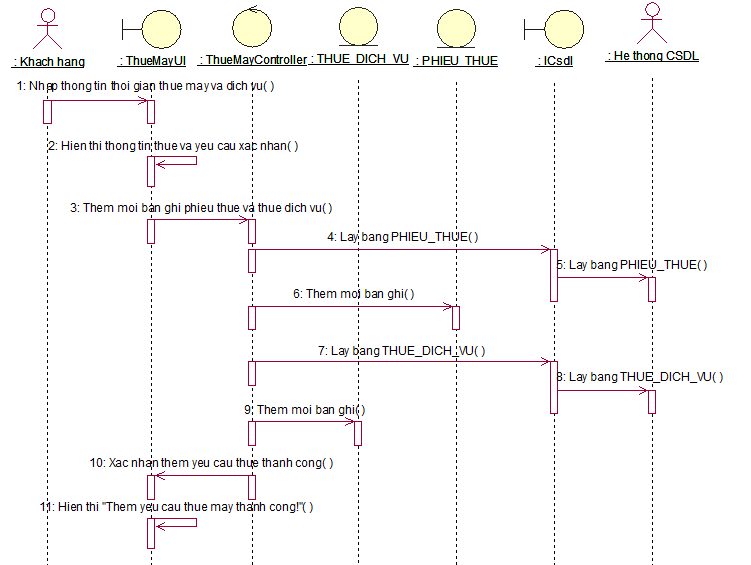 : Khach hang
: ThueMayUI
: ThueMayController
: THUE_DICH_VU
: PHIEU_THUE
: ICsdl
: He thong CSDL
1: Nhap thong tin thoi gian thue may va dich vu( )
2: Hien thi thong tin thue va yeu cau xac nhan( )
3: Them moi ban ghi phieu thue va thue dich vu( )
4: Lay bang PHIEU_THUE( )
5: Lay bang PHIEU_THUE( )
6: Them moi ban ghi( )
7: Lay bang THUE_DICH_VU( )
8: Lay bang THUE_DICH_VU( )
9: Them moi ban ghi( )
10: Xac nhan them yeu cau thue thanh cong( )
11: Hien thi "Them yeu cau thue may thanh cong!"( )